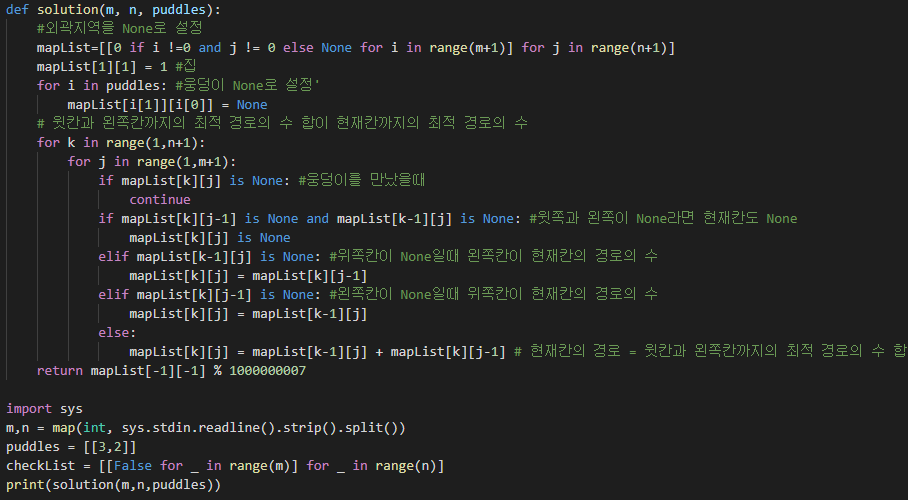 def solution(m, n, puddles):
    #외곽지역을 None로 설정
    mapList=[[0 if i !=0 and j != 0 else None for i in range(m+1)] for j in range(n+1)]
    mapList[1][1] = 1 #집
    for i in puddles: #웅덩이 None로 설정'
        mapList[i[1]][i[0]] = None
    # 윗칸과 왼쪽칸까지의 최적 경로의 수 합이 현재칸까지의 최적 경로의 수
    for k in range(1,n+1):
        for j in range(1,m+1):
            if mapList[k][j] is None: #웅덩이를 만났을때
                continue
            if mapList[k][j-1] is None and mapList[k-1][j] is None: #윗쪽과 왼쪽이 None라면 현재칸도 None
                mapList[k][j] is None
            elif mapList[k-1][j] is None: #위쪽칸이 None일때 왼쪽칸이 현재칸의 경로의 수
                mapList[k][j] = mapList[k][j-1]
            elif mapList[k][j-1] is None: #왼쪽칸이 None일때 위쪽칸이 현재칸의 경로의 수
                mapList[k][j] = mapList[k-1][j]
            else:
                mapList[k][j] = mapList[k-1][j] + mapList[k][j-1] # 현재칸의 경로 = 윗칸과 왼쪽칸까지의 최적 경로의 수 합
    return mapList[-1][-1] % 1000000007

import sys
m,n = map(int, sys.stdin.readline().strip().split())
puddles = [[3,2]]
checkList = [[False for _ in range(m)] for _ in range(n)]
print(solution(m,n,puddles))